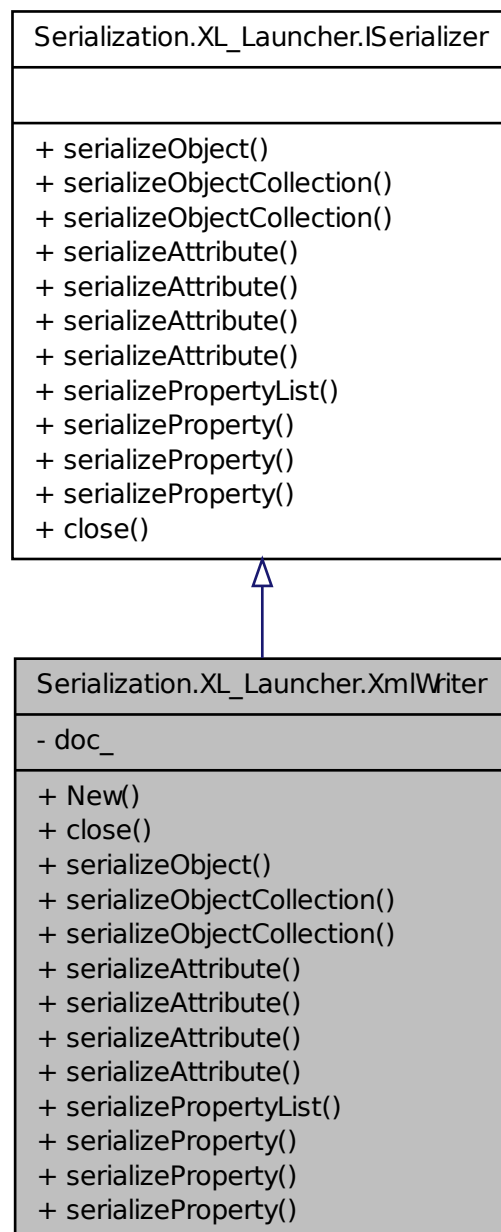 Serialization.XL_Launcher.ISerializer
+ serializeObject()
+ serializeObjectCollection()
+ serializeObjectCollection()
+ serializeAttribute()
+ serializeAttribute()
+ serializeAttribute()
+ serializeAttribute()
+ serializePropertyList()
+ serializeProperty()
+ serializeProperty()
+ serializeProperty()
+ close()
Serialization.XL_Launcher.XmlWriter
- doc_
+ New()
+ close()
+ serializeObject()
+ serializeObjectCollection()
+ serializeObjectCollection()
+ serializeAttribute()
+ serializeAttribute()
+ serializeAttribute()
+ serializeAttribute()
+ serializePropertyList()
+ serializeProperty()
+ serializeProperty()
+ serializeProperty()